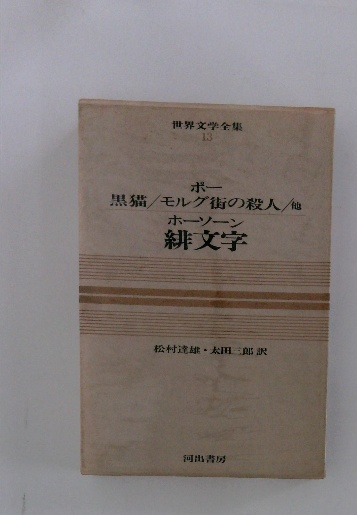 世界文学全集
13
ポー
黒猫/モルグ街の殺人/他
ホーソーン
緋文字
松村達雄・太田三郎 訳
河出書房